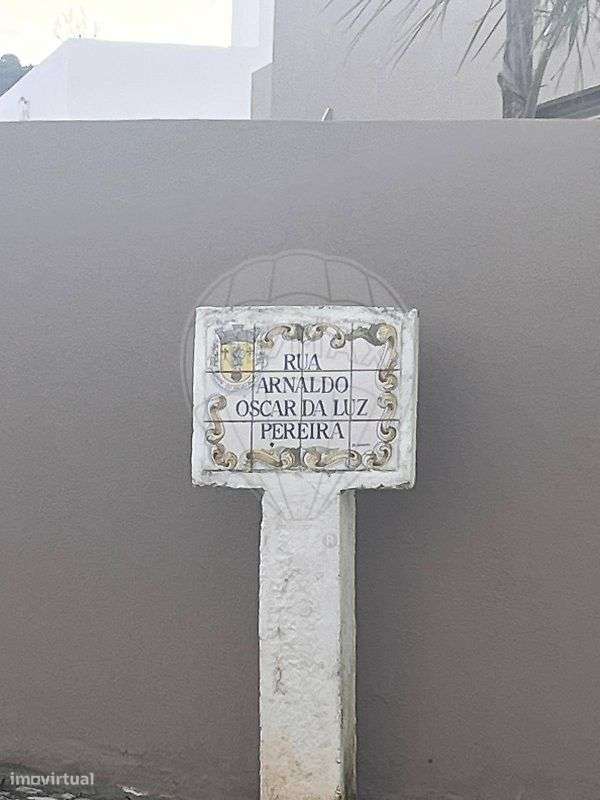 RUA
ARNALDO
OSCAR DA LUZ
PEREIRA
imovirtual